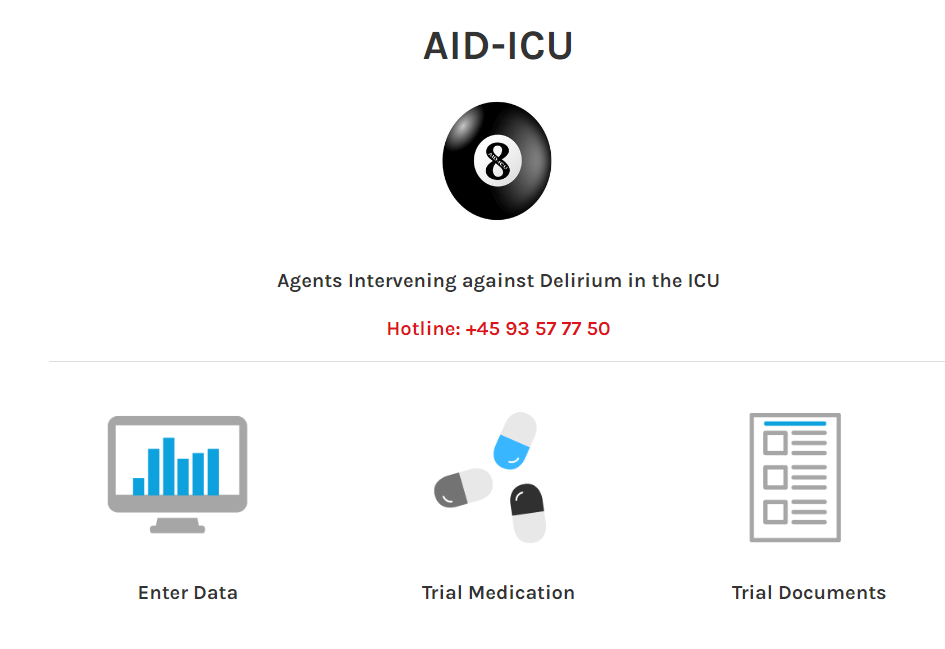 AID-ICU
8
Agents Intervening against Delirium in the ICU
Hotline: +45 93 57 77 50
Enter Data
Trial Medication
Trial Documents